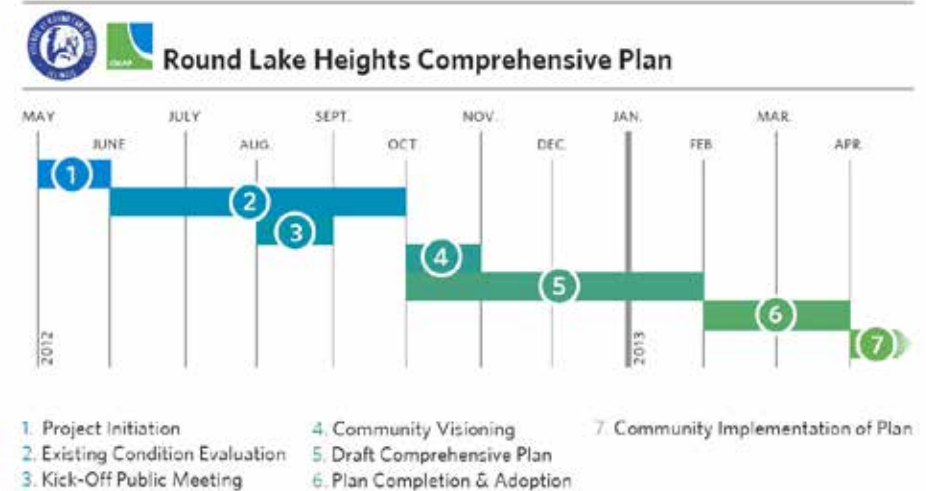 Round Lake Heights Comprehensive Plan
MAY JULY SEPT. NOV. JAN. MAR.
JUNE AUG. OCT DEC. FEB APR.
1
2
3
4
5
6
7
2012 2013
1. Project Initiation
2. Existing Condition Evaluation
3. Kick-Off Public Meeting
4. Community Visioning
5. Draft Comprehensive Plan
6. Plan Completion & Adoption
7. Community Implementation of Plan